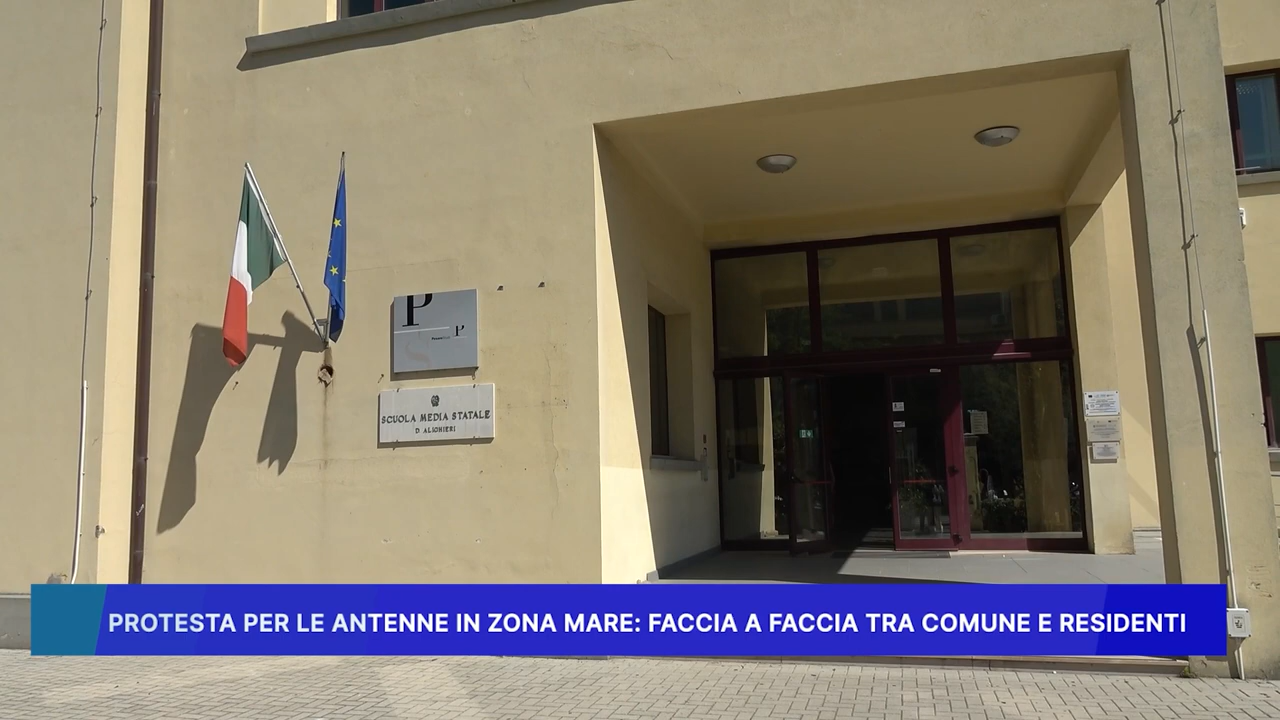 P
P
SCUOLA MEDIA STATALE
D. ALIGHIERI
PROTESTA PER LE ANTENNE IN ZONA MARE: FACCIA A FACCIA TRA COMUNE E RESIDENTI